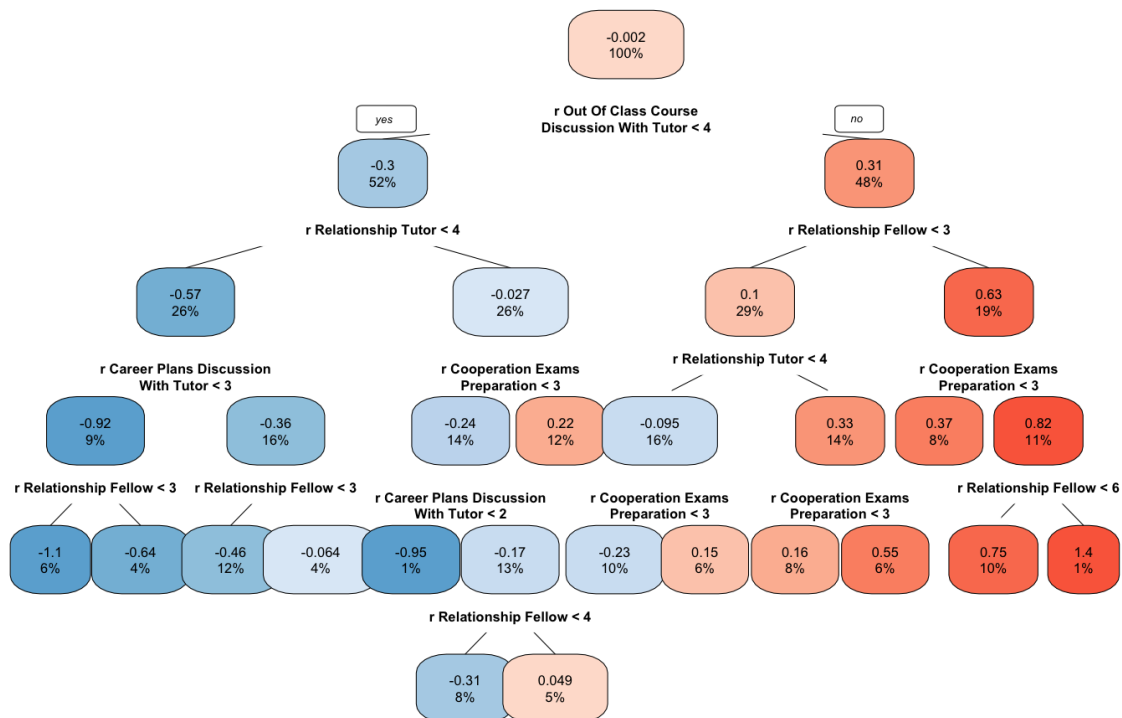 -0.002
100%
r Out Of Class Course
Discussion With Tutor < 4
yes
no
-0.3
52%
0.31
48%
r Relationship Tutor < 4
r Relationship Fellow < 3
-0.57
26%
-0.027
26%
0.1
29%
0.63
19%
r Career Plans Discussion
With Tutor < 3
r Cooperation Exams
Preparation < 3
r Relationship Tutor < 4
r Cooperation Exams
Preparation < 3
-0.92
9%
-0.36
16%
-0.24
14%
0.22
12%
-0.095
16%
0.33
14%
0.37
8%
0.82
11%
r Relationship Fellow < 3
r Relationship Fellow < 3
r Career Plans Discussion
With Tutor < 2
r Cooperation Exams
Preparation < 3
r Cooperation Exams
Preparation < 3
r Relationship Fellow < 6
-1.1
6%
-0.64
4%
-0.46
12%
-0.064
4%
-0.95
1%
-0.17
13%
-0.23
10%
0.15
6%
0.16
8%
0.55
6%
0.75
10%
1.4
1%
r Relationship Fellow < 4
-0.31
8%
0.049
5%